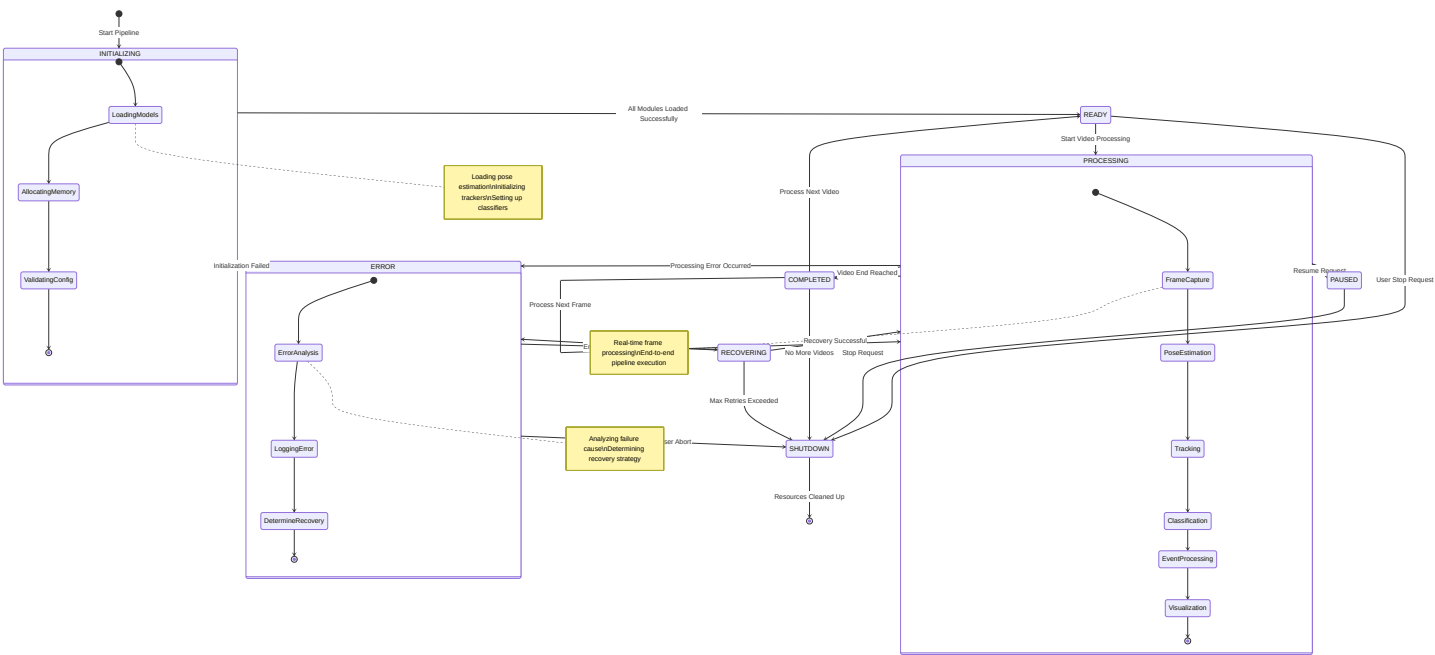 Start Pipeline
INITIALIZING
LoadingModels
AllocatingMemory
ValidatingConfig
Loading pose
estimation\nInitializing
trackers\nSetting up
classifiers
All Modules Loaded
Successfully
READY
Start Video Processing
PROCESSING
Process Next Video
Initialization Failed
ERROR
Processing Error Occurred
COMPLETED
Video End Reached
FrameCapture
Resume Request
PAUSED
User Stop Request
Process Next Frame
ErrorAnalysis
Real-time frame
processing\nEnd-to-end
pipeline execution
RECOVERING
Recovery Successful
No More Videos
Stop Request
PoseEstimation
Max Retries Exceeded
Analyzing failure
cause\nDetermining
recovery strategy
Abort
SHUTDOWN
LoggingError
Tracking
Resources Cleaned Up
DetermineRecovery
Classification
EventProcessing
Visualization